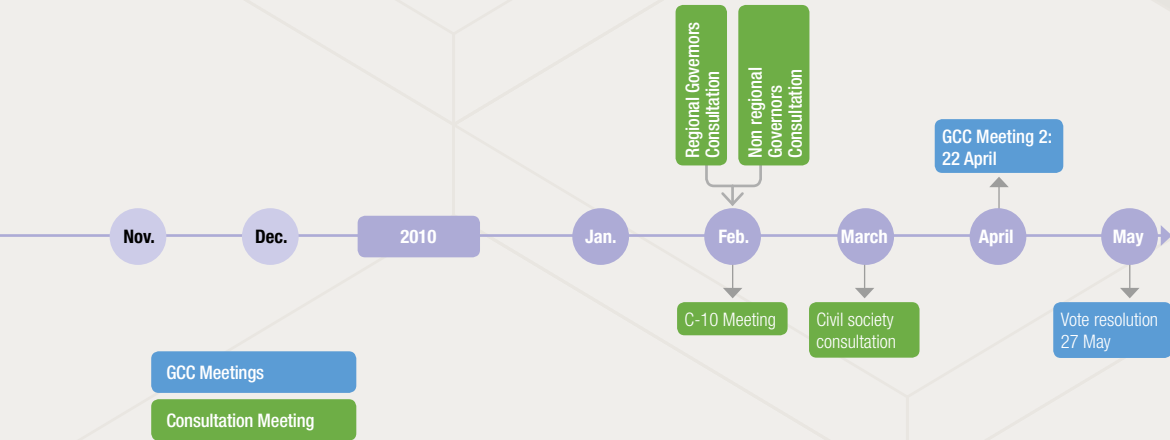 Regional Governors
Consultation
Non regional
Governors
Consultation
GCC Meeting 2:
22 April
Nov.
Dec.
2010
Jan.
Feb.
March
April
May
C-10 Meeting
Civil society
consultation
Vote resolution
27 May
GCC Meetings
Consultation Meeting